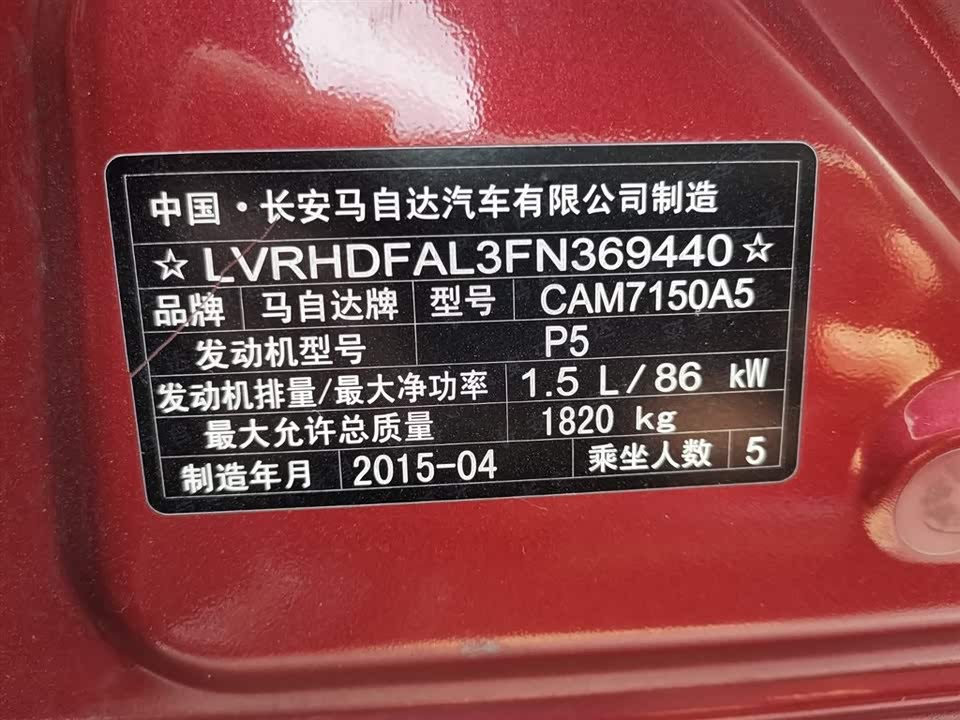 中国·长安马自达汽车有限公司制造
☆LVRHDFAL3FN369440☆
品牌 马自达牌 型号 CAM7150A5
发动机型号 P5
发动机排量/最大净功率 1.5 L/86 kW
最大允许总质量 1820 kg
制造年月 2015-04 乘坐人数 5